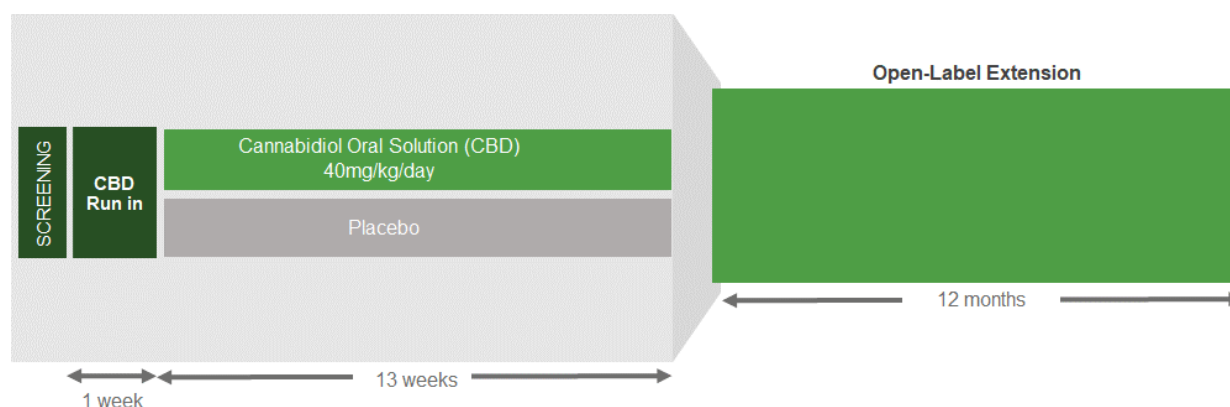 Open-Label Extension
SCREENING
CBD
Run in
Cannabidiol Oral Solution (CBD)
40mg/kg/day
Placebo
12 months
13 weeks
1 week